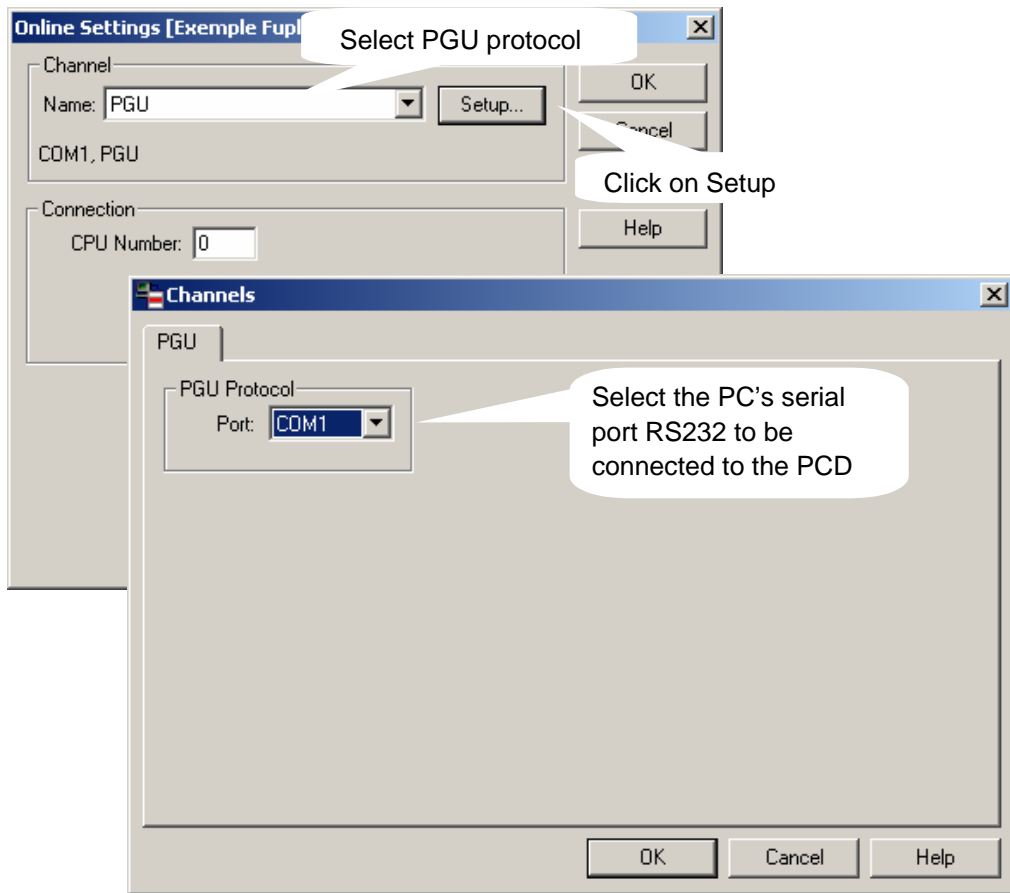 Online Settings [Exemple Fupl
Select PGU protocol
Channel
Name: PGU
Setup...
OK
Cancel
COM1, PGU
Click on Setup
Connection
CPU Number: 0
Help
Channels
PGU
PGU Protocol
Port: COM1
Select the PC's serial
port RS232 to be
connected to the PCD
OK
Cancel
Help